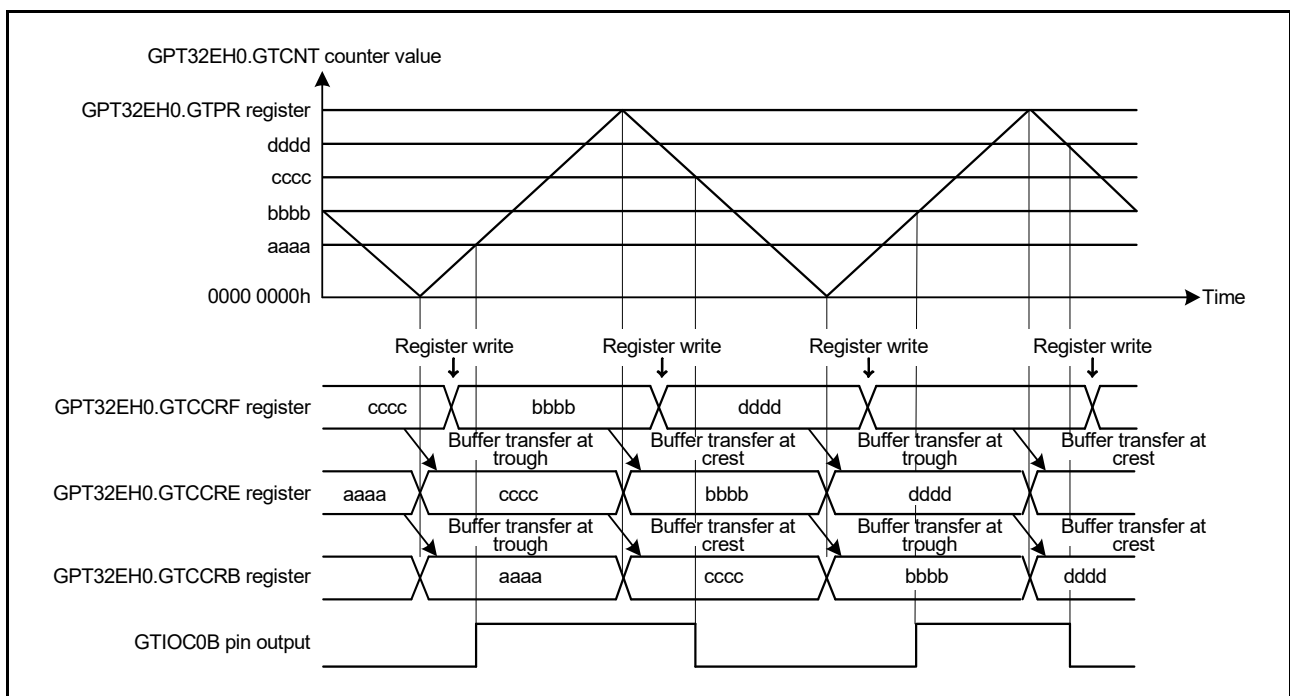 GPT32EH0.GTCNT counter value
GPT32EH0.GTPR register
dddd
cccc
bbbb
aaaa
0000 0000h
Time
Register write Register write Register write Register write
GPT32EH0.GTCCRF register cccc bbbb dddd
Buffer transfer at trough
Buffer transfer at crest
Buffer transfer at trough
Buffer transfer at crest
GPT32EH0.GTCCRE register aaaa cccc bbbb dddd
Buffer transfer at trough
Buffer transfer at crest
Buffer transfer at trough
Buffer transfer at crest
GPT32EH0.GTCCRB register aaaa cccc bbbb dddd
GTIOC0B pin output